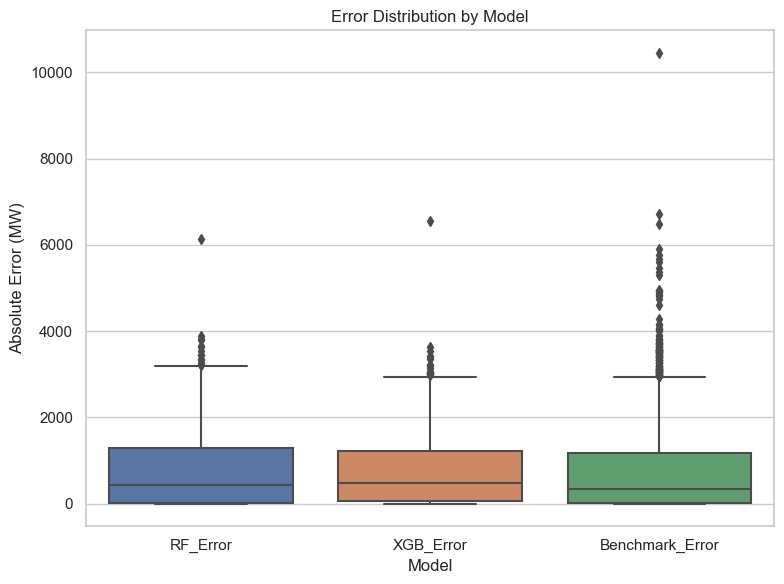 Error Distribution by Model
10000
8000
6000
4000
2000
0
Absolute Error (MW)
RF_Error XGB_Error Benchmark_Error
Model